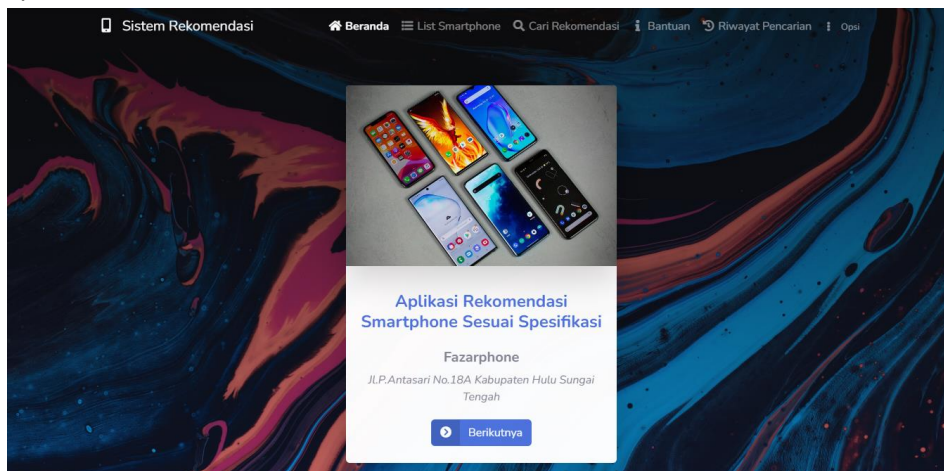 Sistem Rekomendasi
Beranda
List Smartphone
Cari Rekomendasi
Bantuan
Riwayat Pencarian
Opsi
Aplikasi Rekomendasi
Smartphone Sesuai Spesifikasi
Fazarphone
Jl.P.Antasari No.18A Kabupaten Hulu Sungai
Tengah
Berikutnya